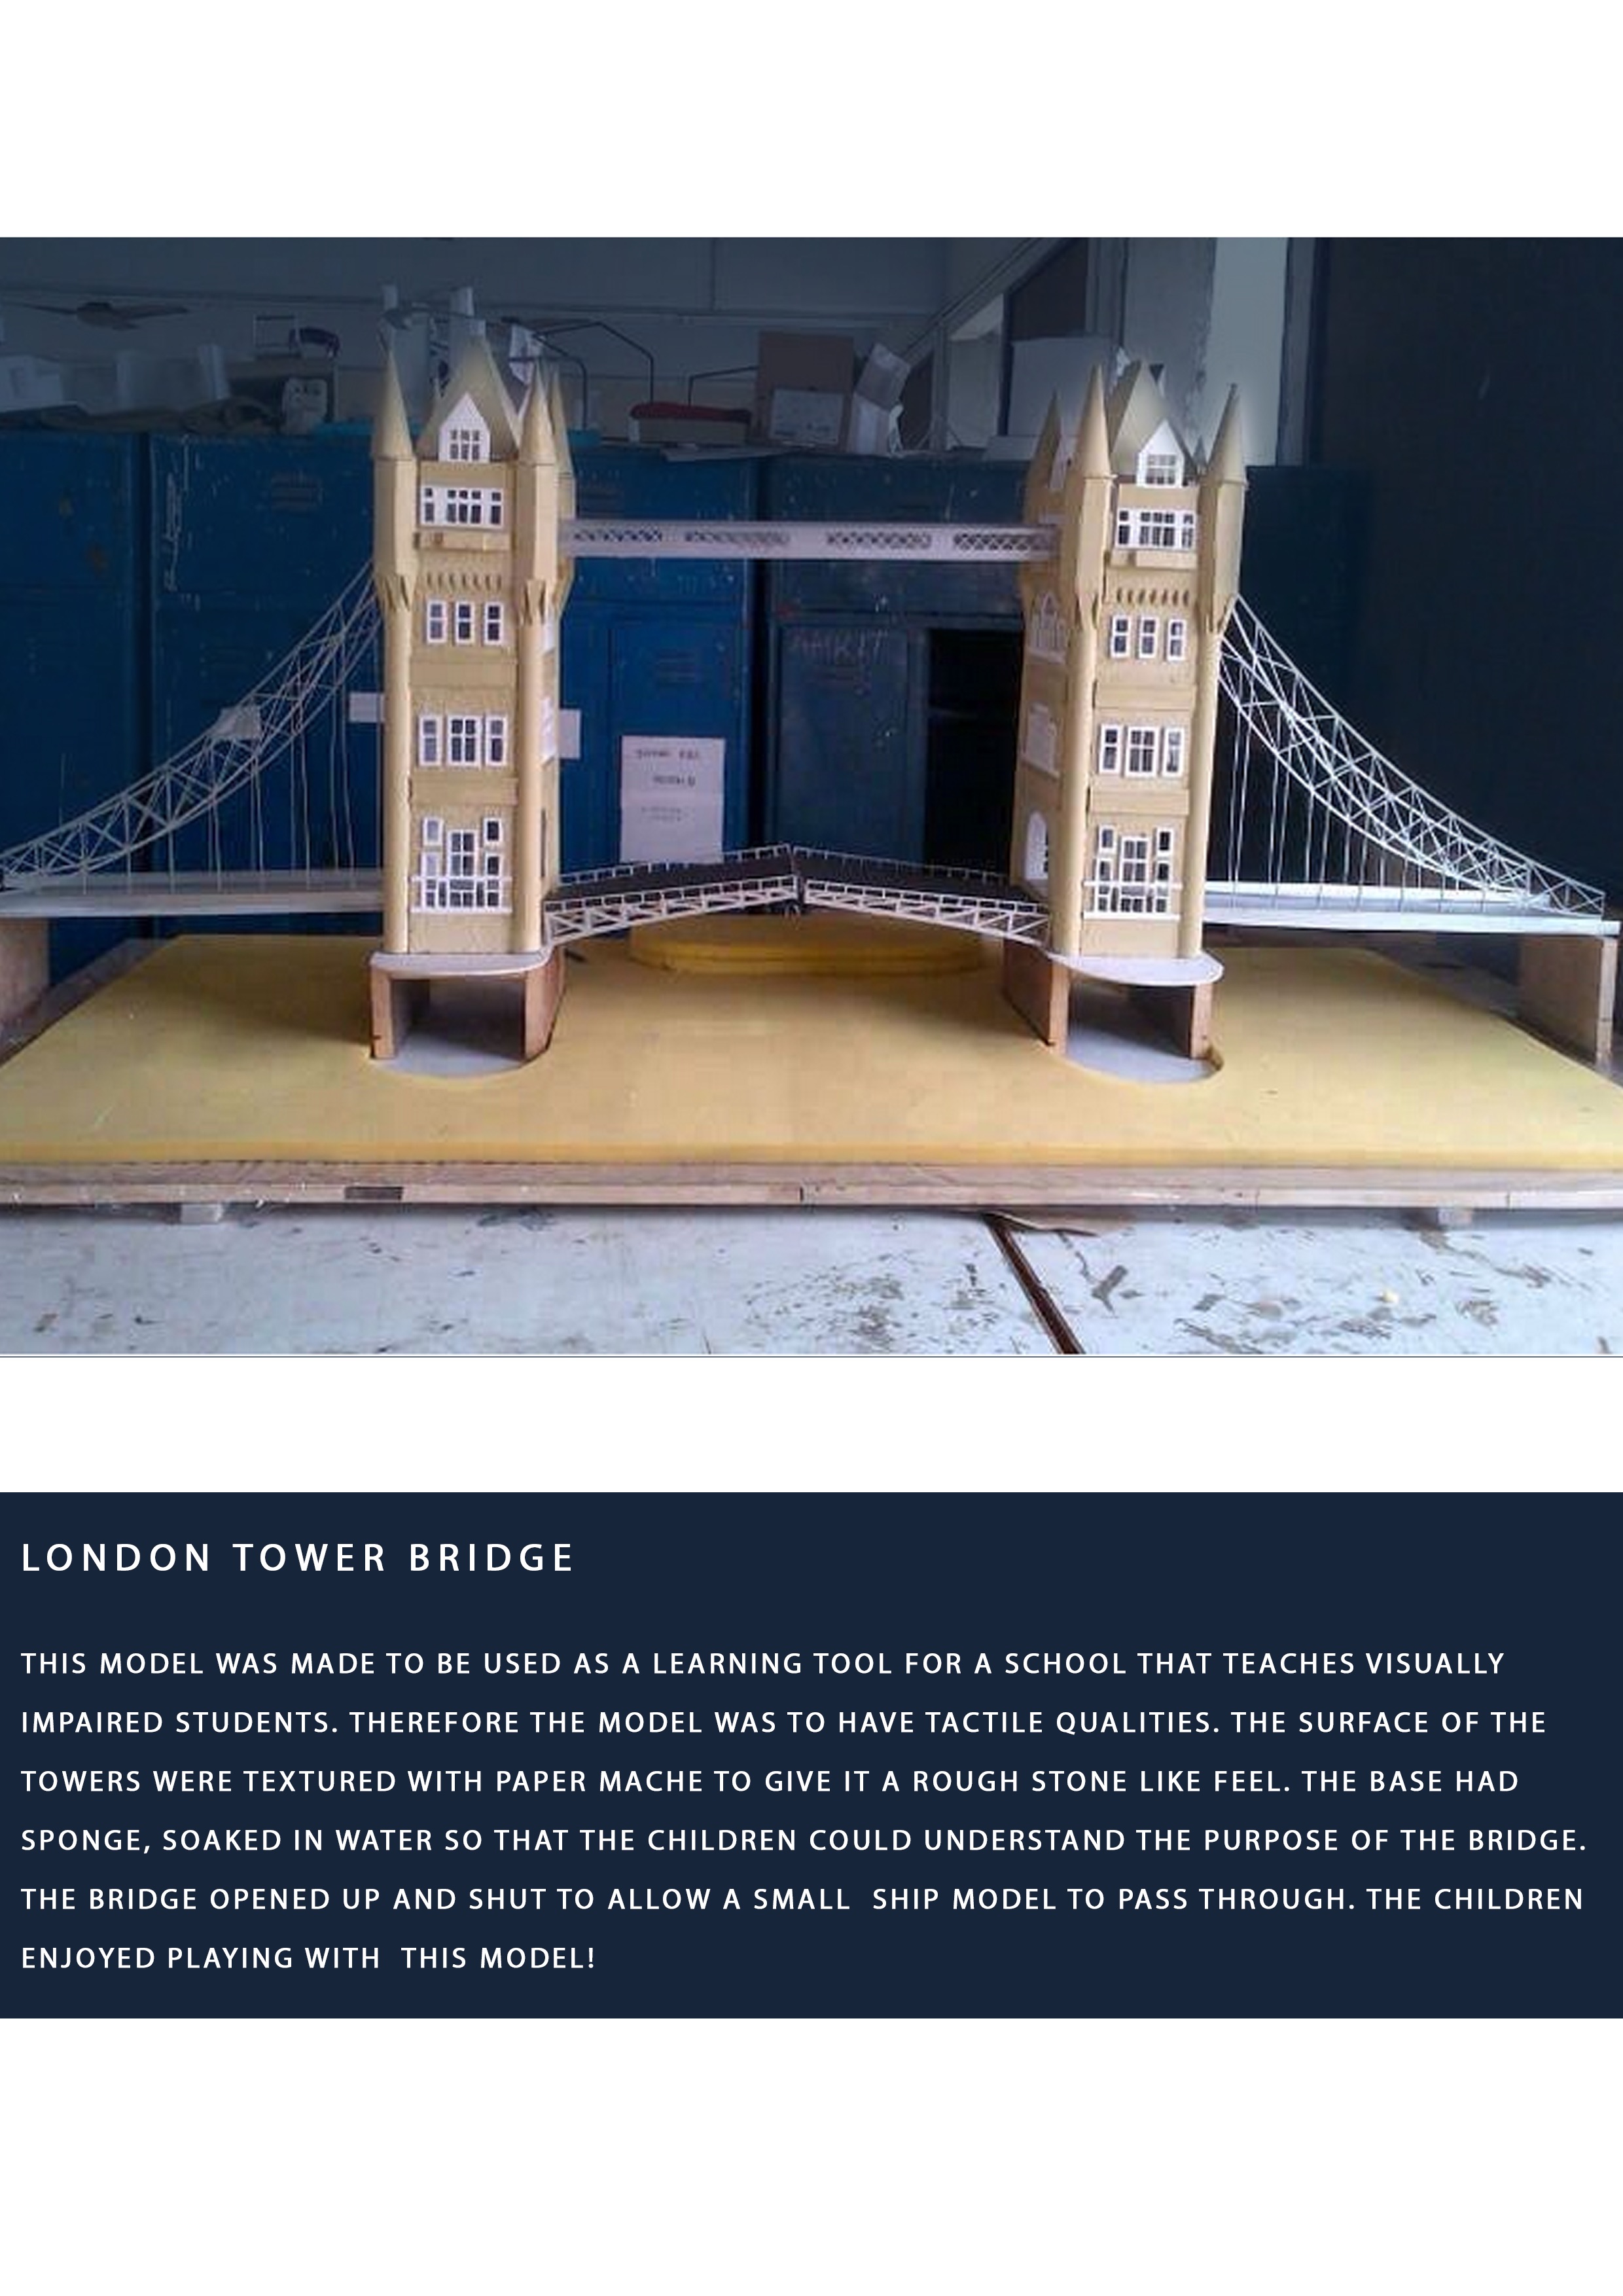 LONDON TOWER BRIDGE
THIS MODEL WAS MADE TO BE USED AS A LEARNING TOOL FOR A SCHOOL THAT TEACHES VISUALLY
IMPAIRED STUDENTS. THEREFORE THE MODEL WAS TO HAVE TACTILE QUALITIES. THE SURFACE OF THE
TOWERS WERE TEXTURED WITH PAPER MACHE TO GIVE IT A ROUGH STONE LIKE FEEL. THE BASE HAD
SPONGE, SOAKED IN WATER SO THAT THE CHILDREN COULD UNDERSTAND THE PURPOSE OF THE BRIDGE.
THE BRIDGE OPENED UP AND SHUT TO ALLOW A SMALL  SHIP MODEL TO PASS THROUGH. THE CHILDREN
ENJOYED PLAYING WITH  THIS MODEL!